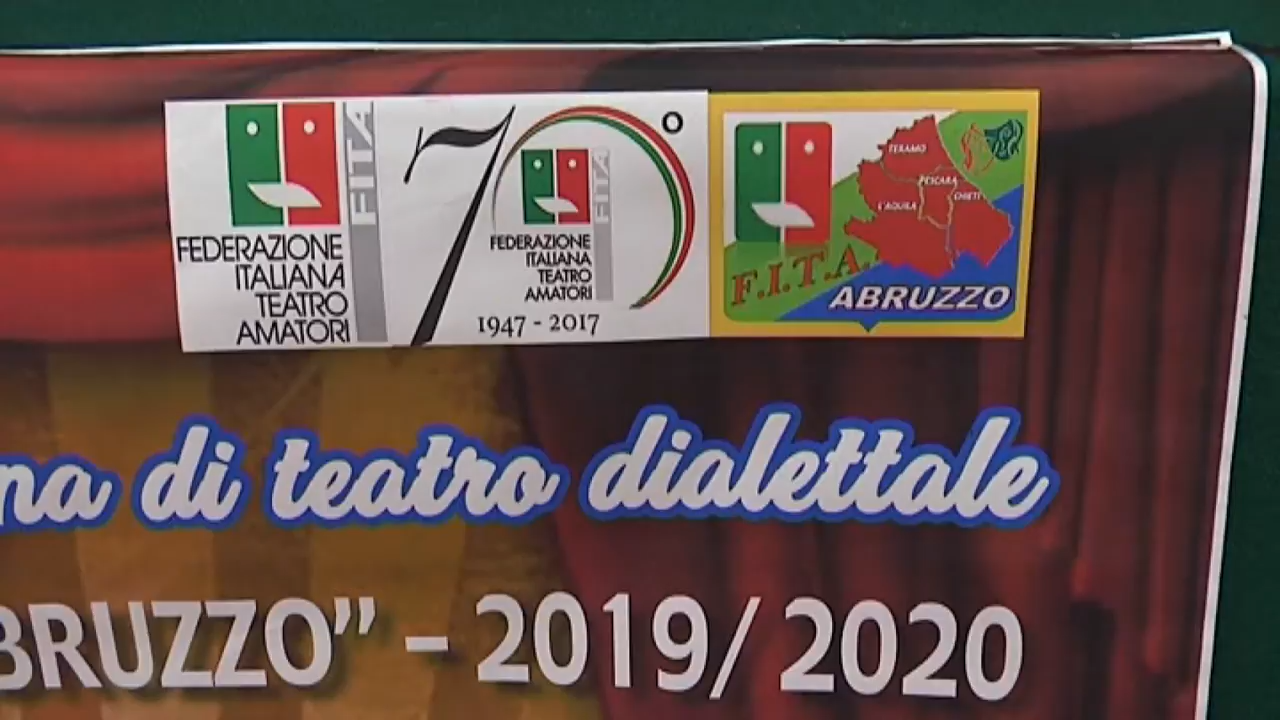 FITA
FEDERAZIONE
ITALIANA
TEATRO
AMATORI
70°
FITA
FEDERAZIONE
ITALIANA
TEATRO
AMATORI
1947 - 2017
TERAMO
PESCARA
L'AQUILA
CHIETI
F.I.T.A.
ABRUZZO
na di teatro dialettale
BRUZZO” - 2019/ 2020